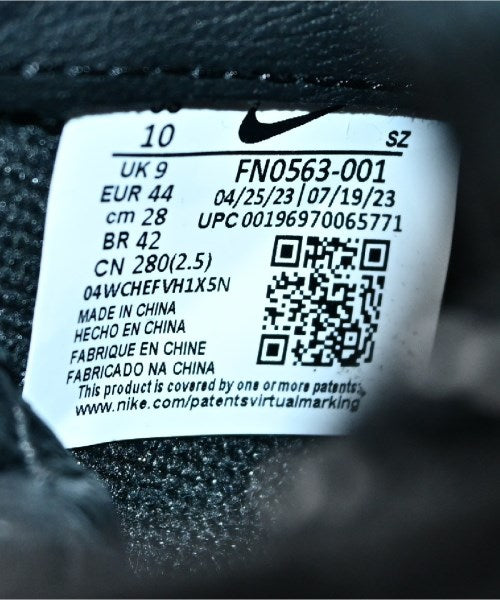 10
SZ
UK 9
FN0563-001
EUR 44
04/25/23 | 07/19/23
cm 28
UPC 00196970065771
BR 42
CN 280(2.5)
04WCHEFVH1X5N
MADE IN CHINA
HECHO EN CHINA
FABRIQUE EN CHINE
FABRICADO NA CHINA
This product is covered by one or more patents:
www.nike.com/patentsvirtualmarking